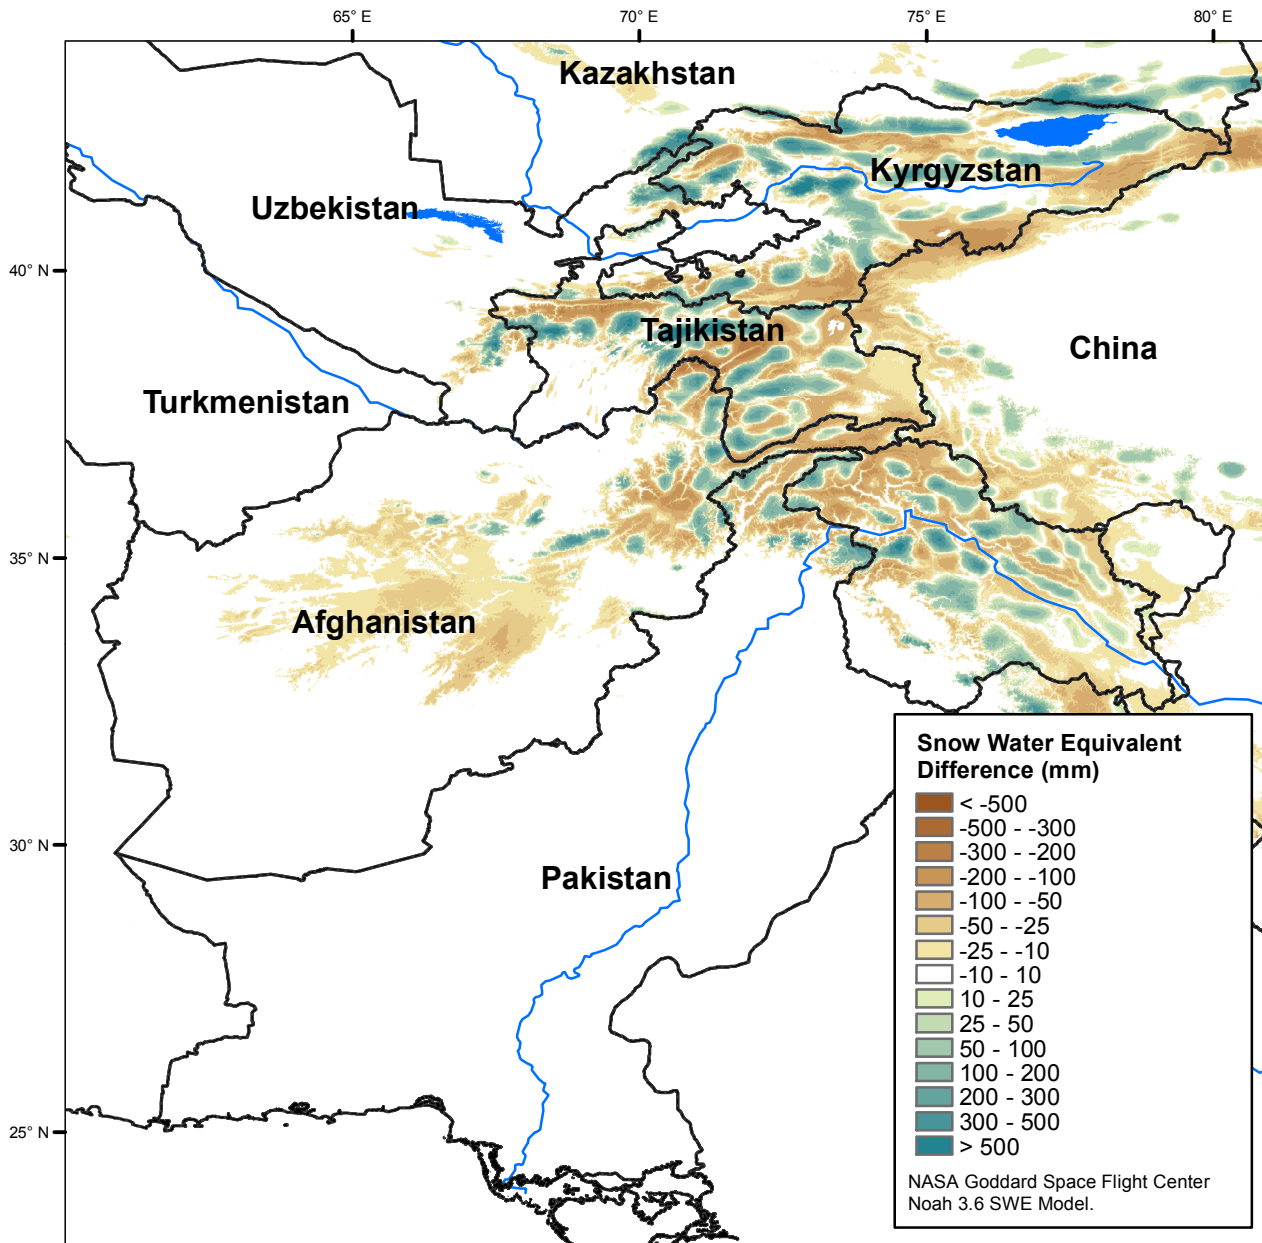 65° E
70° E
75° E
80° E
Kazakhstan
Kyrgyzstan
Uzbekistan
40° N
Tajikistan
China
Turkmenistan
35° N
Afghanistan
30° N
Pakistan
25° N
Snow Water Equivalent
Difference (mm)
< -500
-500 - -300
-300 - -200
-200 - -100
-100 - -50
-50 - -25
-25 - -10
-10 - 10
10 - 25
25 - 50
50 - 100
100 - 200
200 - 300
300 - 500
> 500
NASA Goddard Space Flight Center
Noah 3.6 SWE Model.